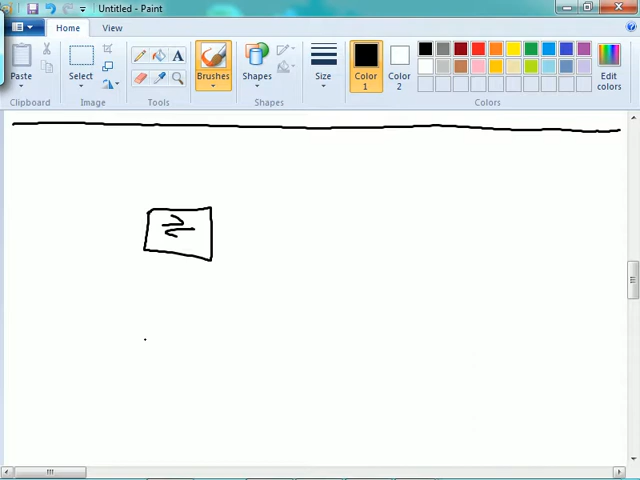 Untitled - Paint
Home
View
Paste
Select
Brushes
Shapes
Size
Color
1
Color
2
Edit
colors
Clipboard
Image
Tools
Shapes
Colors